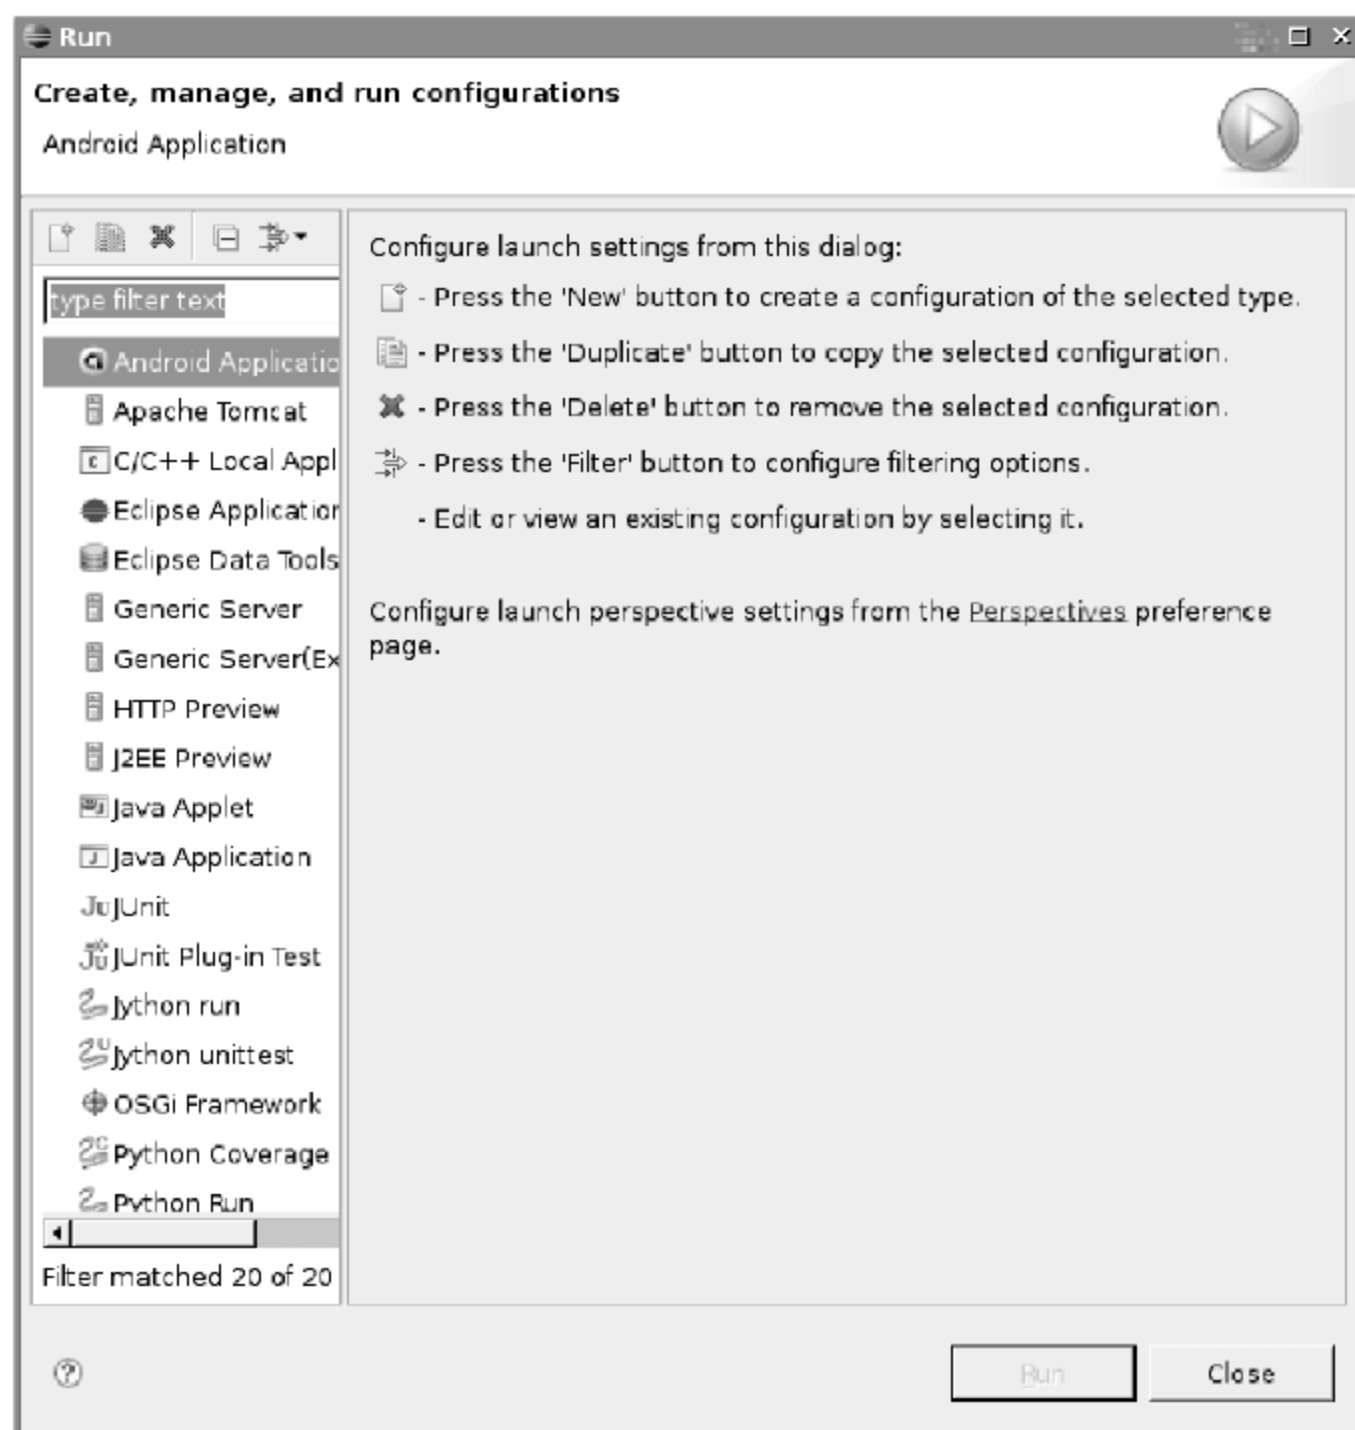 Run
Create, manage, and run configurations
Android Application
type filter text
Android Applicatio
Apache Tomcat
C/C++ Local Appl
Eclipse Application
Eclipse Data Tools
Generic Server
Generic Server(Ex
HTTP Preview
J2EE Preview
Java Applet
Java Application
JUnit
JUnit Plug-in Test
Jython run
Jython unittest
OSGi Framework
Python Coverage
Python Run
Filter matched 20 of 20
Configure launch settings from this dialog:
- Press the 'New' button to create a configuration of the selected type.
- Press the 'Duplicate' button to copy the selected configuration.
- Press the 'Delete' button to remove the selected configuration.
- Press the 'Filter' button to configure filtering options.
- Edit or view an existing configuration by selecting it.
Configure launch perspective settings from the Perspectives preference
page.
Run
Close